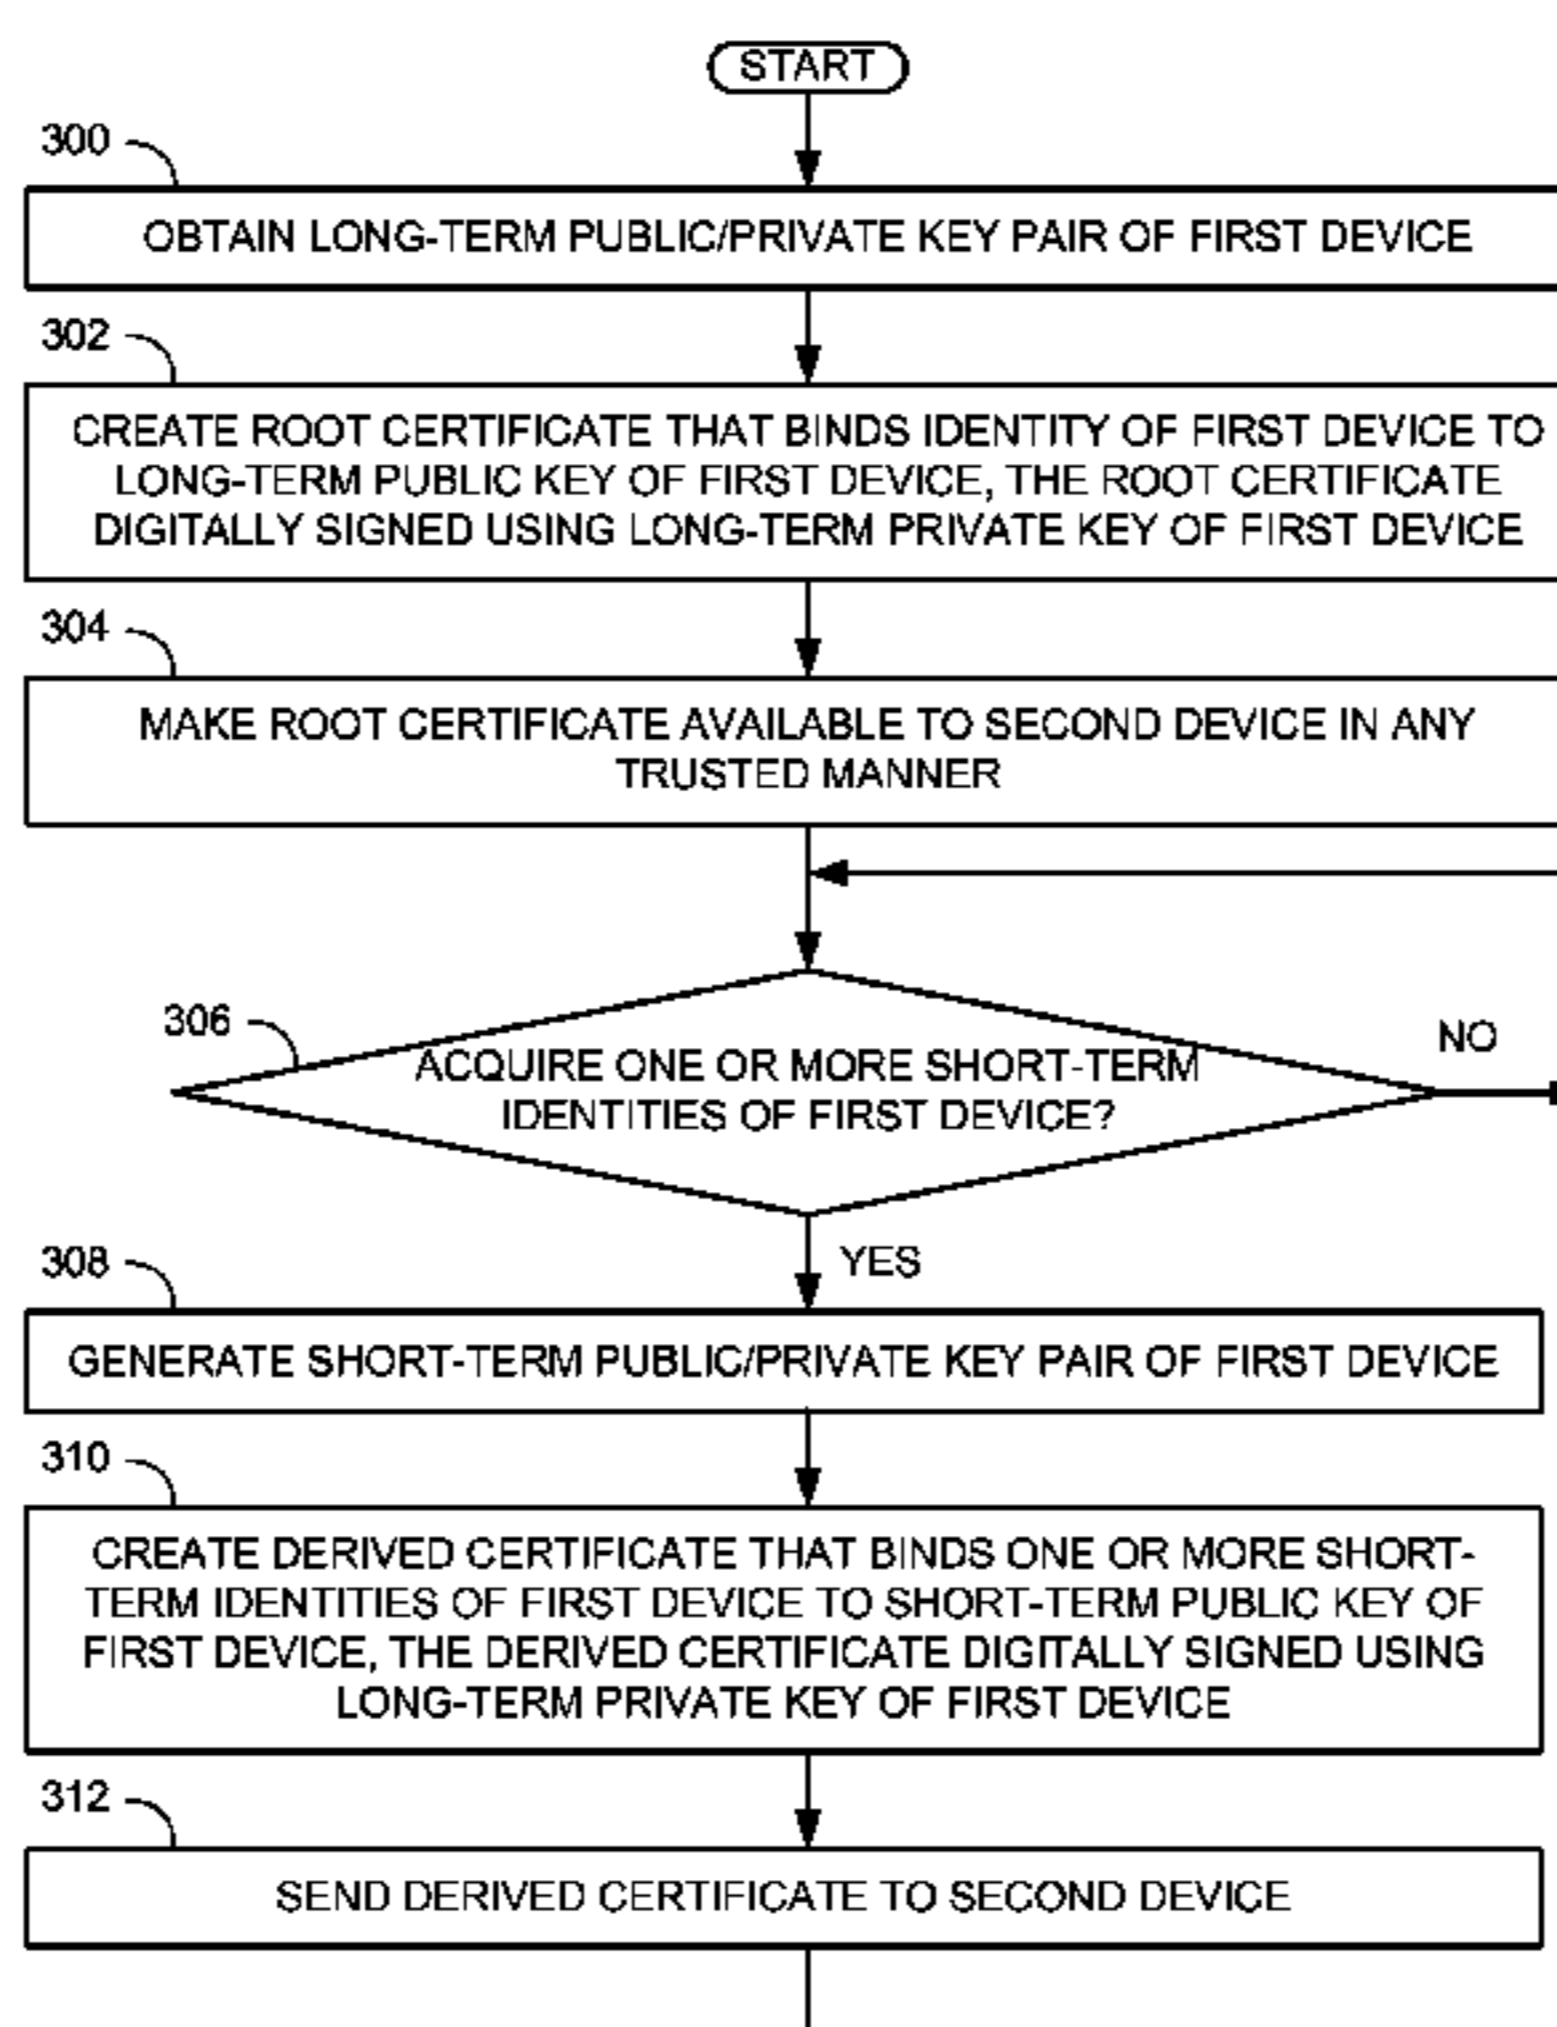 START
300
OBTAIN LONG-TERM PUBLIC/PRIVATE KEY PAIR OF FIRST DEVICE
302
CREATE ROOT CERTIFICATE THAT BINDS IDENTITY OF FIRST DEVICE TO
LONG-TERM PUBLIC KEY OF FIRST DEVICE, THE ROOT CERTIFICATE
DIGITALLY SIGNED USING LONG-TERM PRIVATE KEY OF FIRST DEVICE
304
MAKE ROOT CERTIFICATE AVAILABLE TO SECOND DEVICE IN ANY
TRUSTED MANNER
306
ACQUIRE ONE OR MORE SHORT-TERM
IDENTITIES OF FIRST DEVICE?
NO
YES
308
GENERATE SHORT-TERM PUBLIC/PRIVATE KEY PAIR OF FIRST DEVICE
310
CREATE DERIVED CERTIFICATE THAT BINDS ONE OR MORE SHORT-
TERM IDENTITIES OF FIRST DEVICE TO SHORT-TERM PUBLIC KEY OF
FIRST DEVICE, THE DERIVED CERTIFICATE DIGITALLY SIGNED USING
LONG-TERM PRIVATE KEY OF FIRST DEVICE
312
SEND DERIVED CERTIFICATE TO SECOND DEVICE